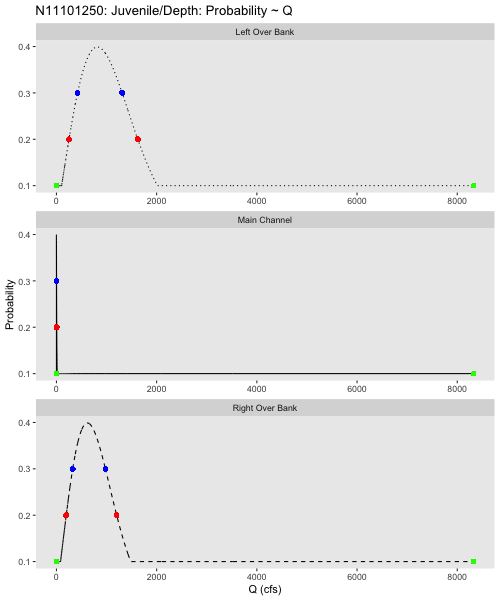 N11101250: Juvenile/Depth: Probability ~ Q
Left Over Bank
0.4
0.3
0.2
0.1
0 2000 4000 6000 8000
Main Channel
0.4
0.3
0.2
0.1
0 2000 4000 6000 8000
Probability
Right Over Bank
0.4
0.3
0.2
0.1
0 2000 4000 6000 8000
Q (cfs)